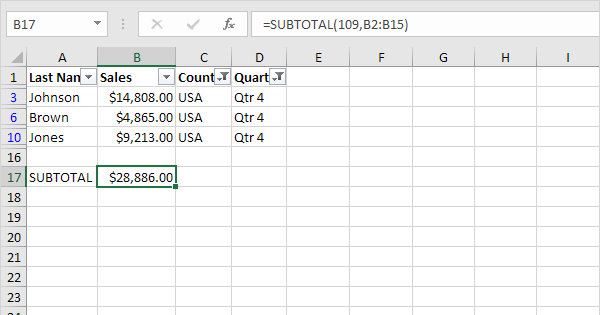 B17 =SUBTOTAL(109,B2:B15)
A B C D E F G H I
1 Last Nan Sales Count Quart
3 Johnson $14,808.00 USA Qtr 4
6 Brown $4,865.00 USA Qtr 4
10 Jones $9,213.00 USA Qtr 4
16
17 SUBTOTAL $28,886.00
18
19
20
21
22
23